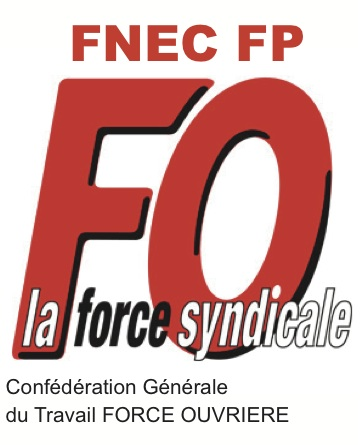 FNEC FP
FO
la force syndicale
Confédération Générale
du Travail FORCE OUVRIERE